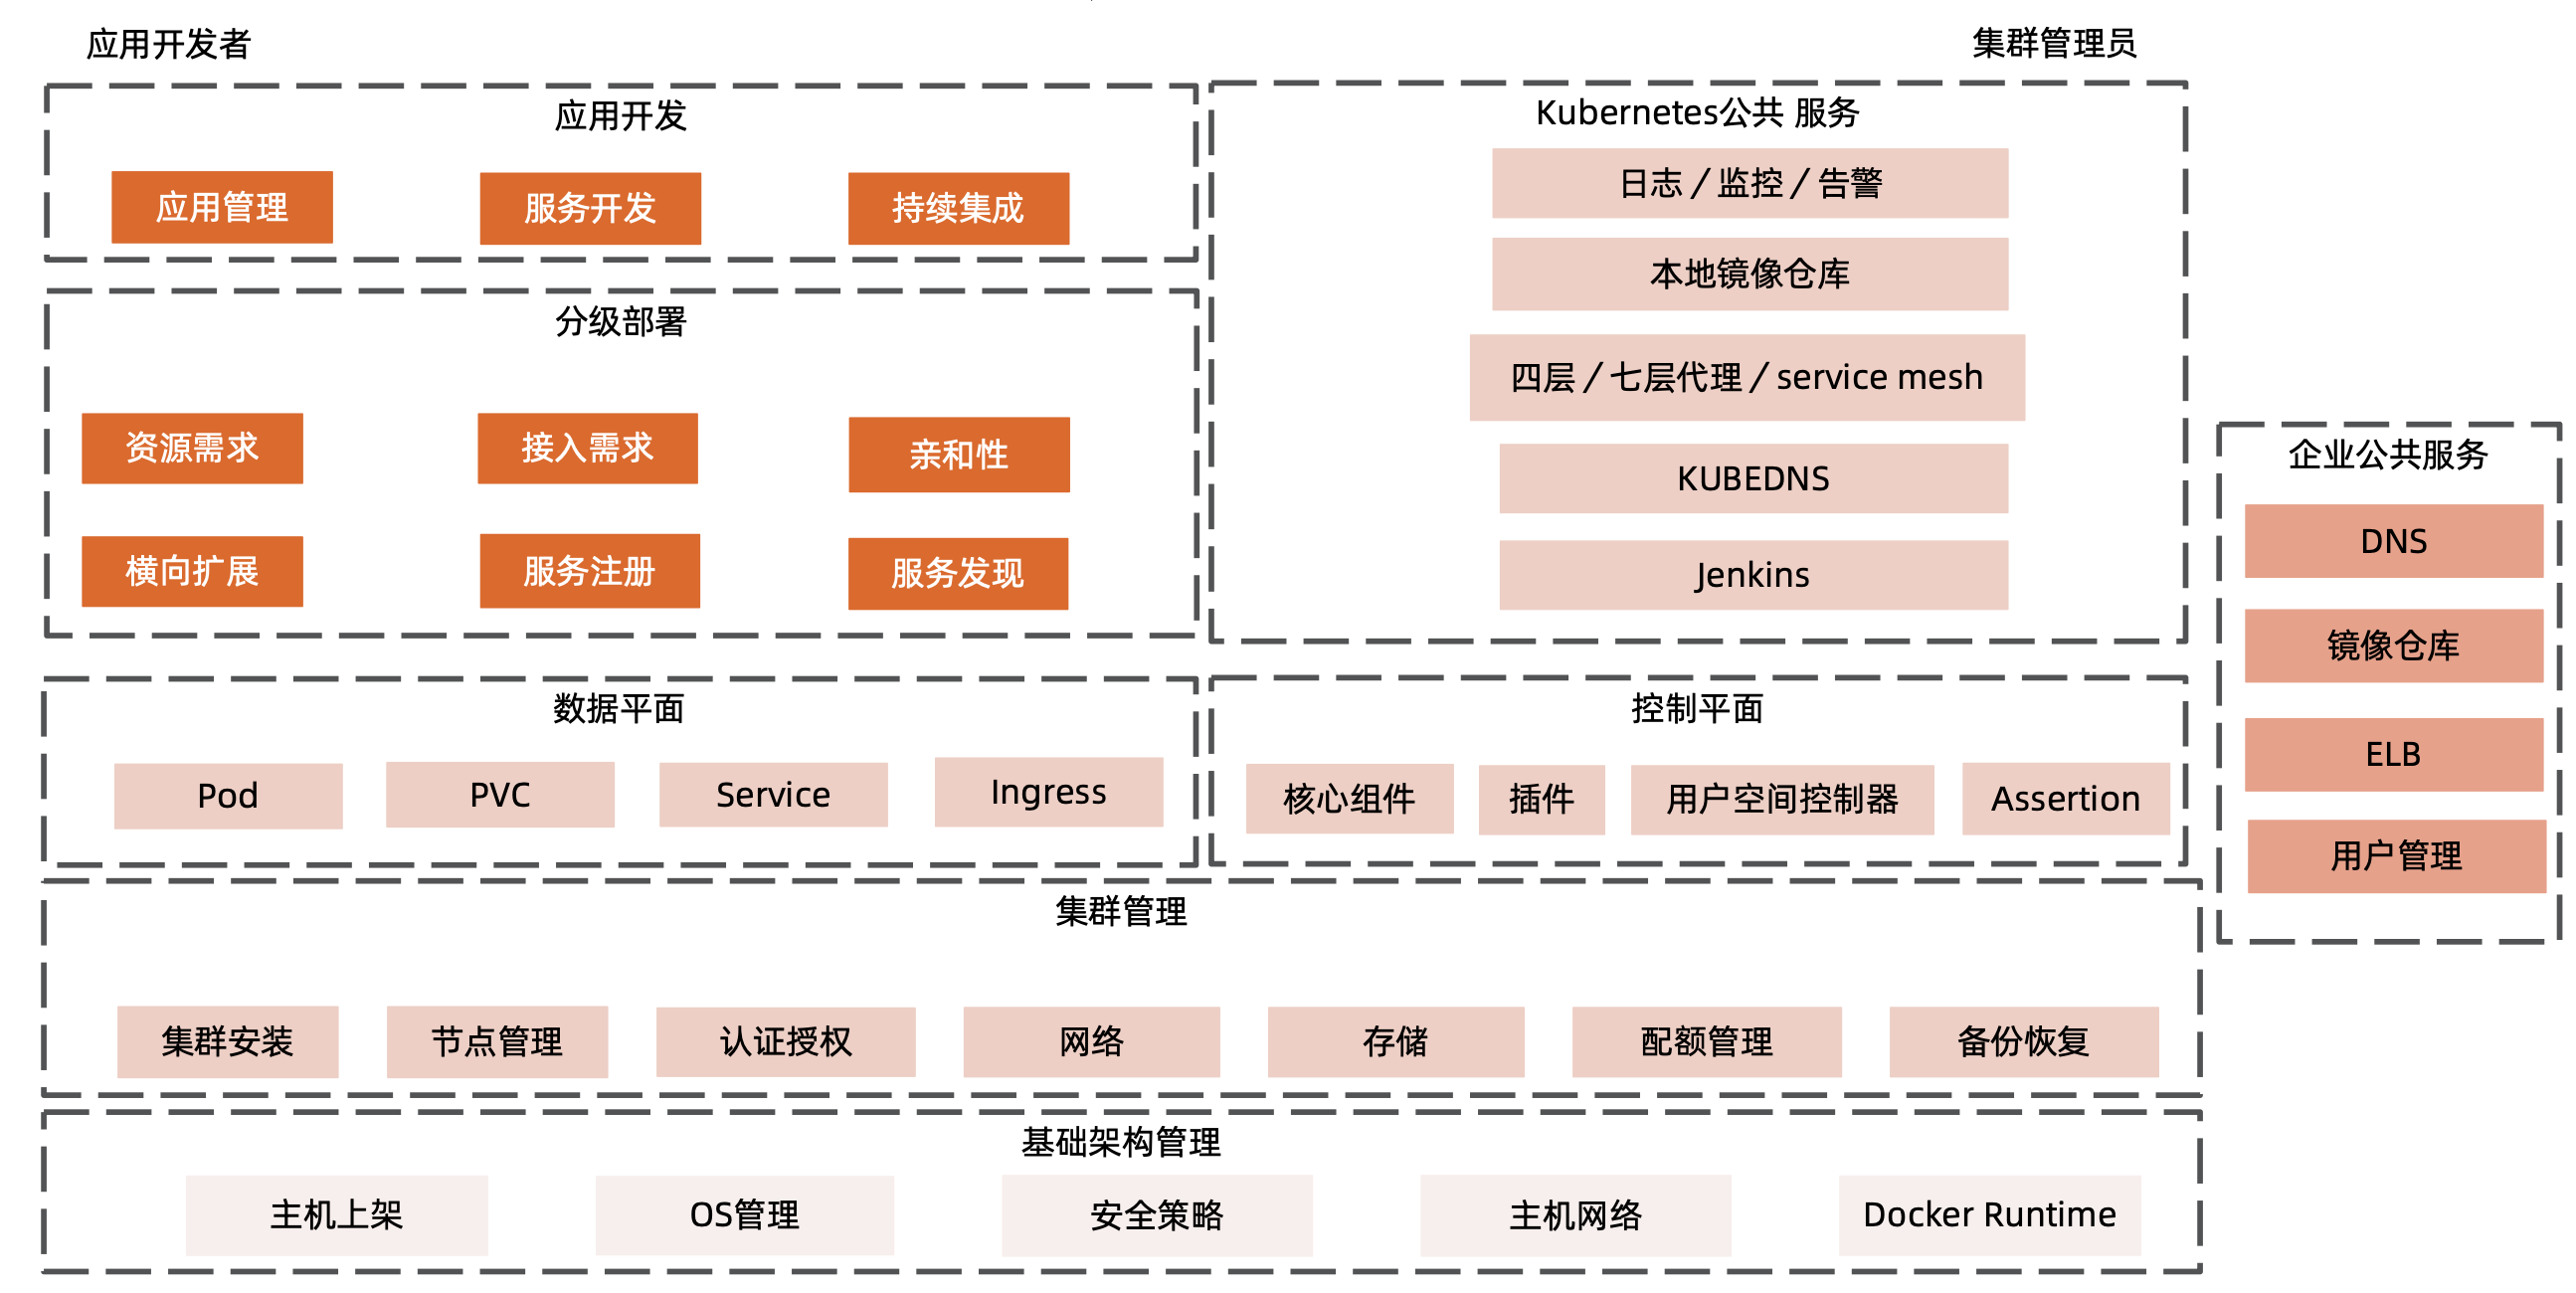 应用开发者
集群管理员
应用开发
应用管理
服务开发
持续集成
分级部署
资源需求
接入需求
亲和性
横向扩展
服务注册
服务发现
Kubernetes公共 服务
日志 / 监控 / 告警
本地镜像仓库
四层 / 七层代理 / service mesh
KUBEDNS
Jenkins
企业公共服务
DNS
镜像仓库
ELB
用户管理
数据平面
Pod
PVC
Service
Ingress
控制平面
核心组件
插件
用户空间控制器
Assertion
集群管理
集群安装
节点管理
认证授权
网络
存储
配额管理
备份恢复
基础架构管理
主机上架
OS管理
安全策略
主机网络
Docker Runtime